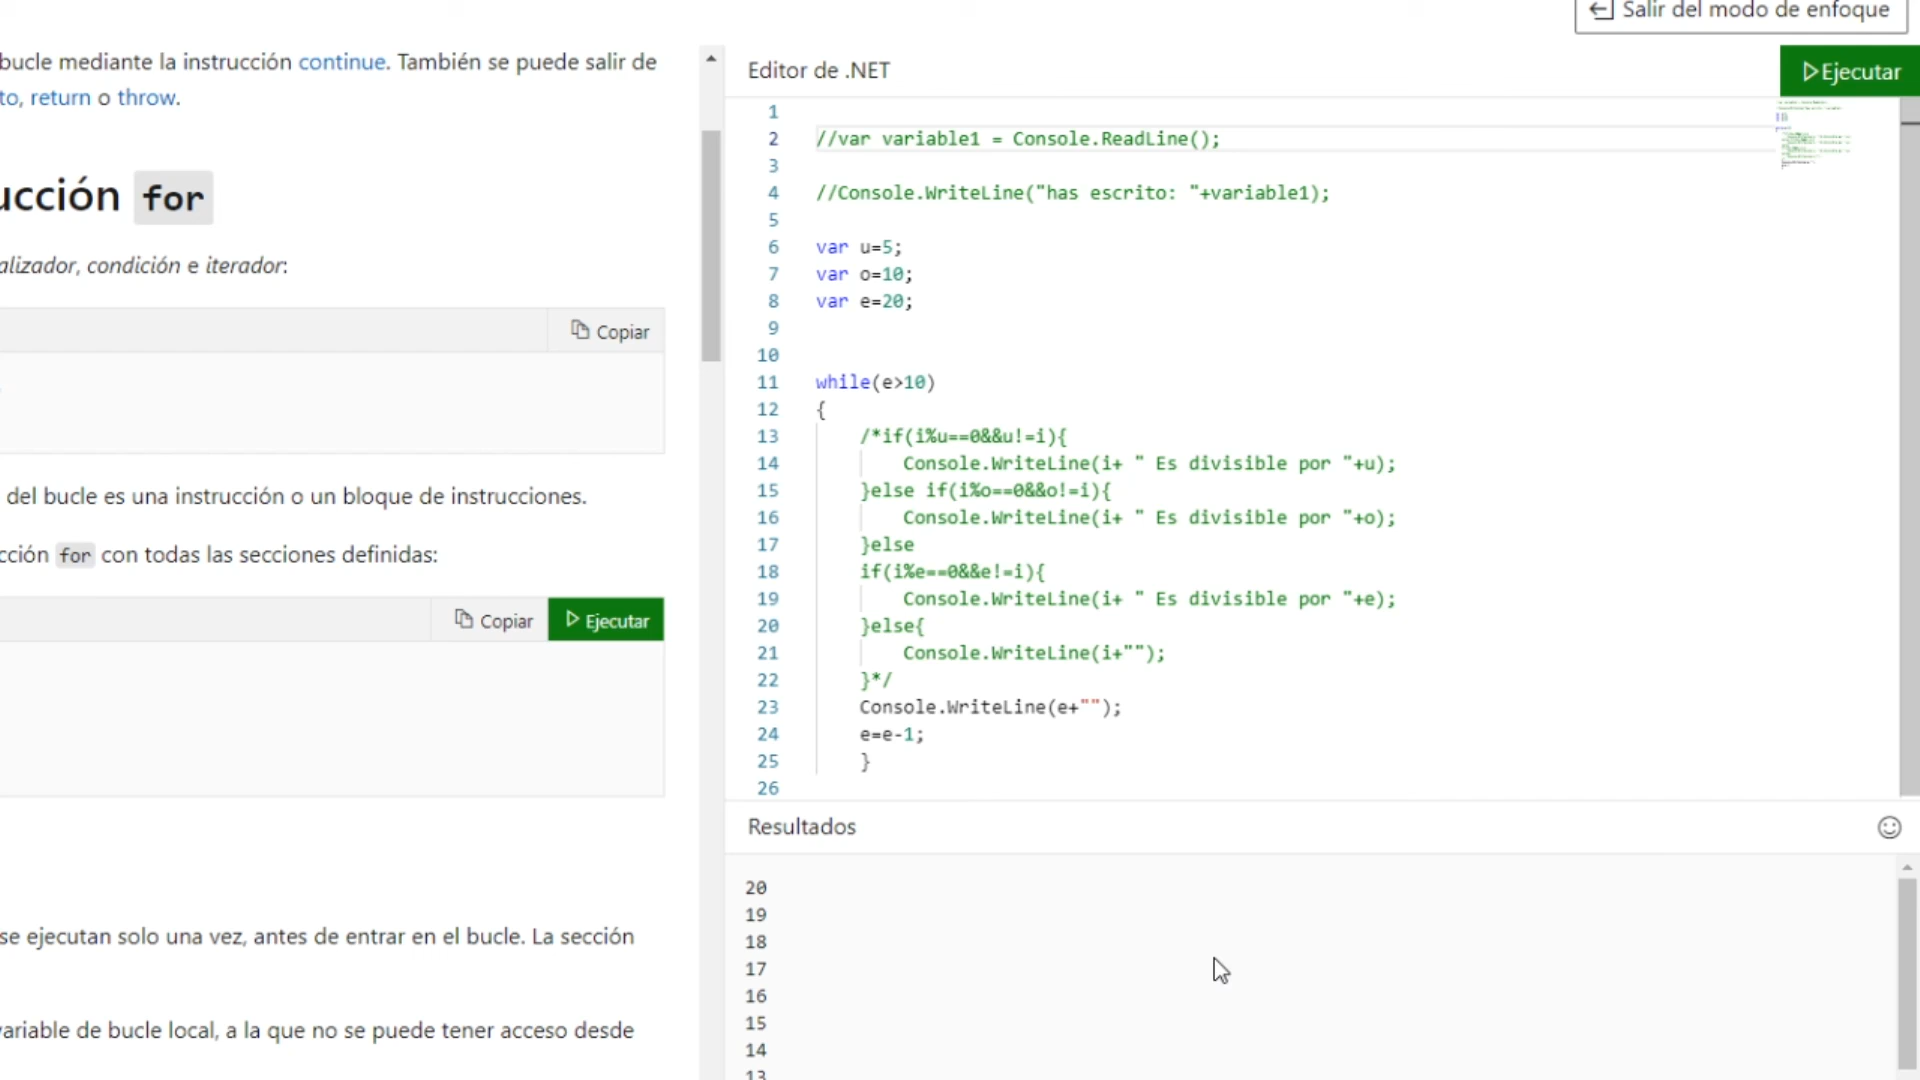 Salir del modo de enfoque
bucle mediante la instrucción continue. También se puede salir de
to, return o throw.
ucción for
alizador, condición e iterador:
Copiar
del bucle es una instrucción o un bloque de instrucciones.
cción for con todas las secciones definidas:
Copiar
Ejecutar
se ejecutan solo una vez, antes de entrar en el bucle. La sección
variable de bucle local, a la que no se puede tener acceso desde
Editor de .NET
Ejecutar
1
2 //var variable1 = Console.ReadLine();
3
4 //Console.WriteLine("has escrito: "+variable1);
5
6 var u=5;
7 var o=10;
8 var e=20;
9
10
11 while(e>10)
12 {
13 /*if(i%u==0&&u!=i){
14 Console.WriteLine(i+ " Es divisible por "+u);
15 }else if(i%o==0&&o!=i){
16 Console.WriteLine(i+ " Es divisible por "+o);
17 }else
18 if(i%e==0&&e!=i){
19 Console.WriteLine(i+ " Es divisible por "+e);
20 }else{
21 Console.WriteLine(i+"");
22 }*/
23 Console.WriteLine(e+"");
24 e=e-1;
25 }
26
Resultados
20
19
18
17
16
15
14
13